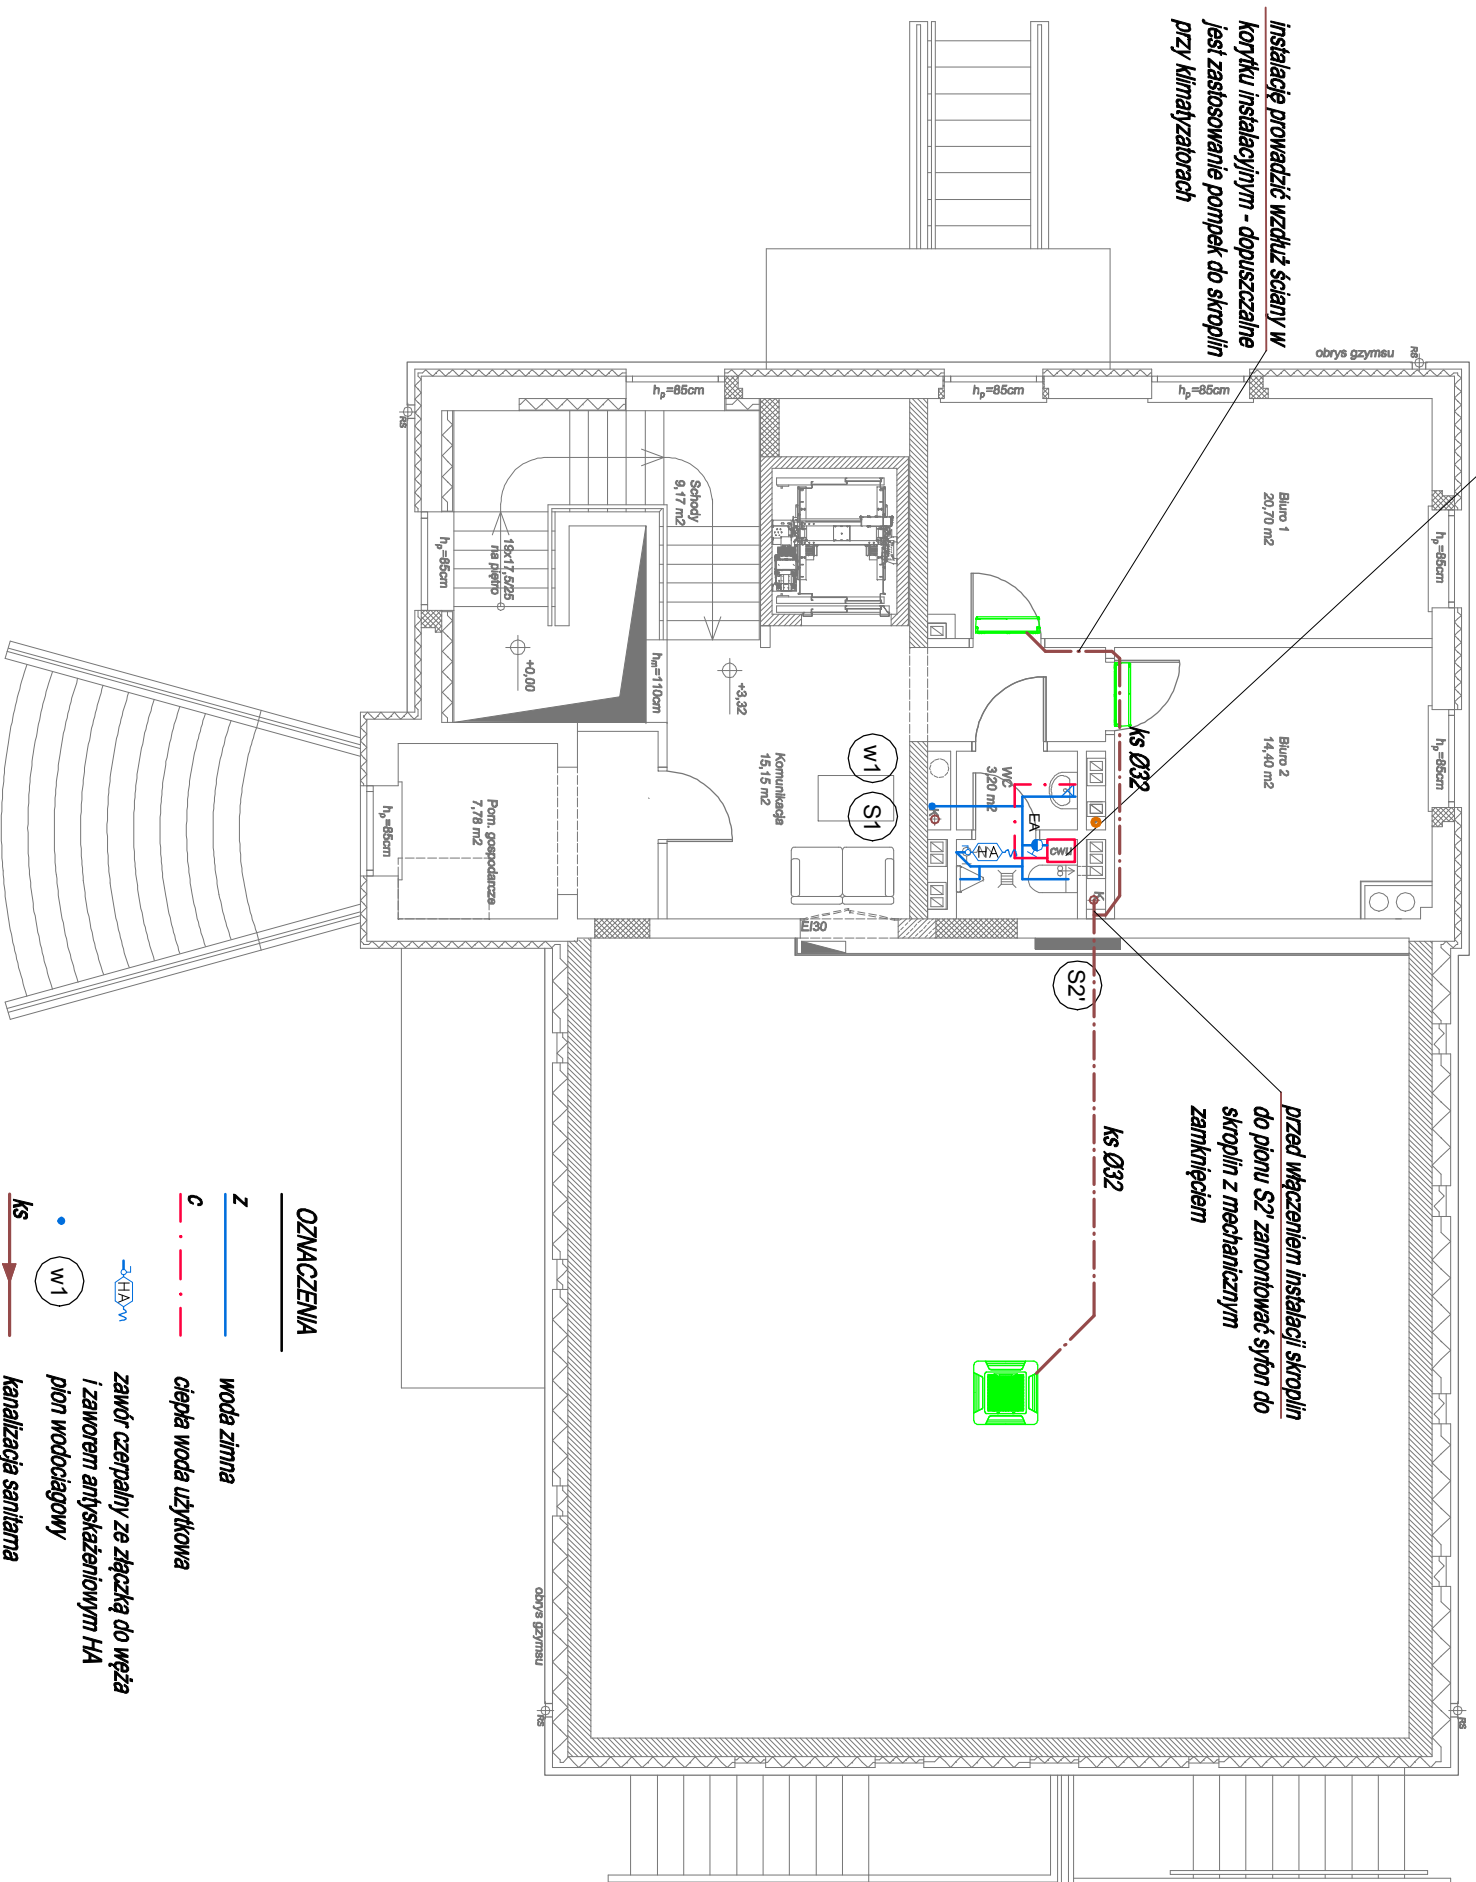 instalację prowadzić wzdłuż ściany w
korytku instalacyjnym - dopuszczalne
jest zastosowanie pompek do skroplin
przy klimatyzatorach
obrys gzymsu
RS
RS
hp=85cm
hp=85cm
hp=85cm
hp=85cm
hp=85cm
hp=85cm
hp=85cm
Biuro 1
20,70 m2
Biuro 2
14,40 m2
Schody
9,17 m2
19x17,5/25
na piętro
+0,00
+3,32
hm=110cm
Komunikacja
15,15 m2
WC
3,20 m2
Pom. gospodarcze
7,78 m2
w1
S1
EA
HA
cwu
K
K
EI30
S2'
ks Ø32
ks Ø32
przed włączeniem instalacji skroplin
do pionu S2' zamontować syfon do
skroplin z mechanicznym
zamknięciem
obrys gzymsu
RS
RS
OZNACZENIA
z
woda zimna
c
ciepła woda użytkowa
HA
zawór czerpalny ze złączką do węża
i zaworem antyskażeniowym HA
w1
pion wodociągowy
ks
kanalizacja sanitarna